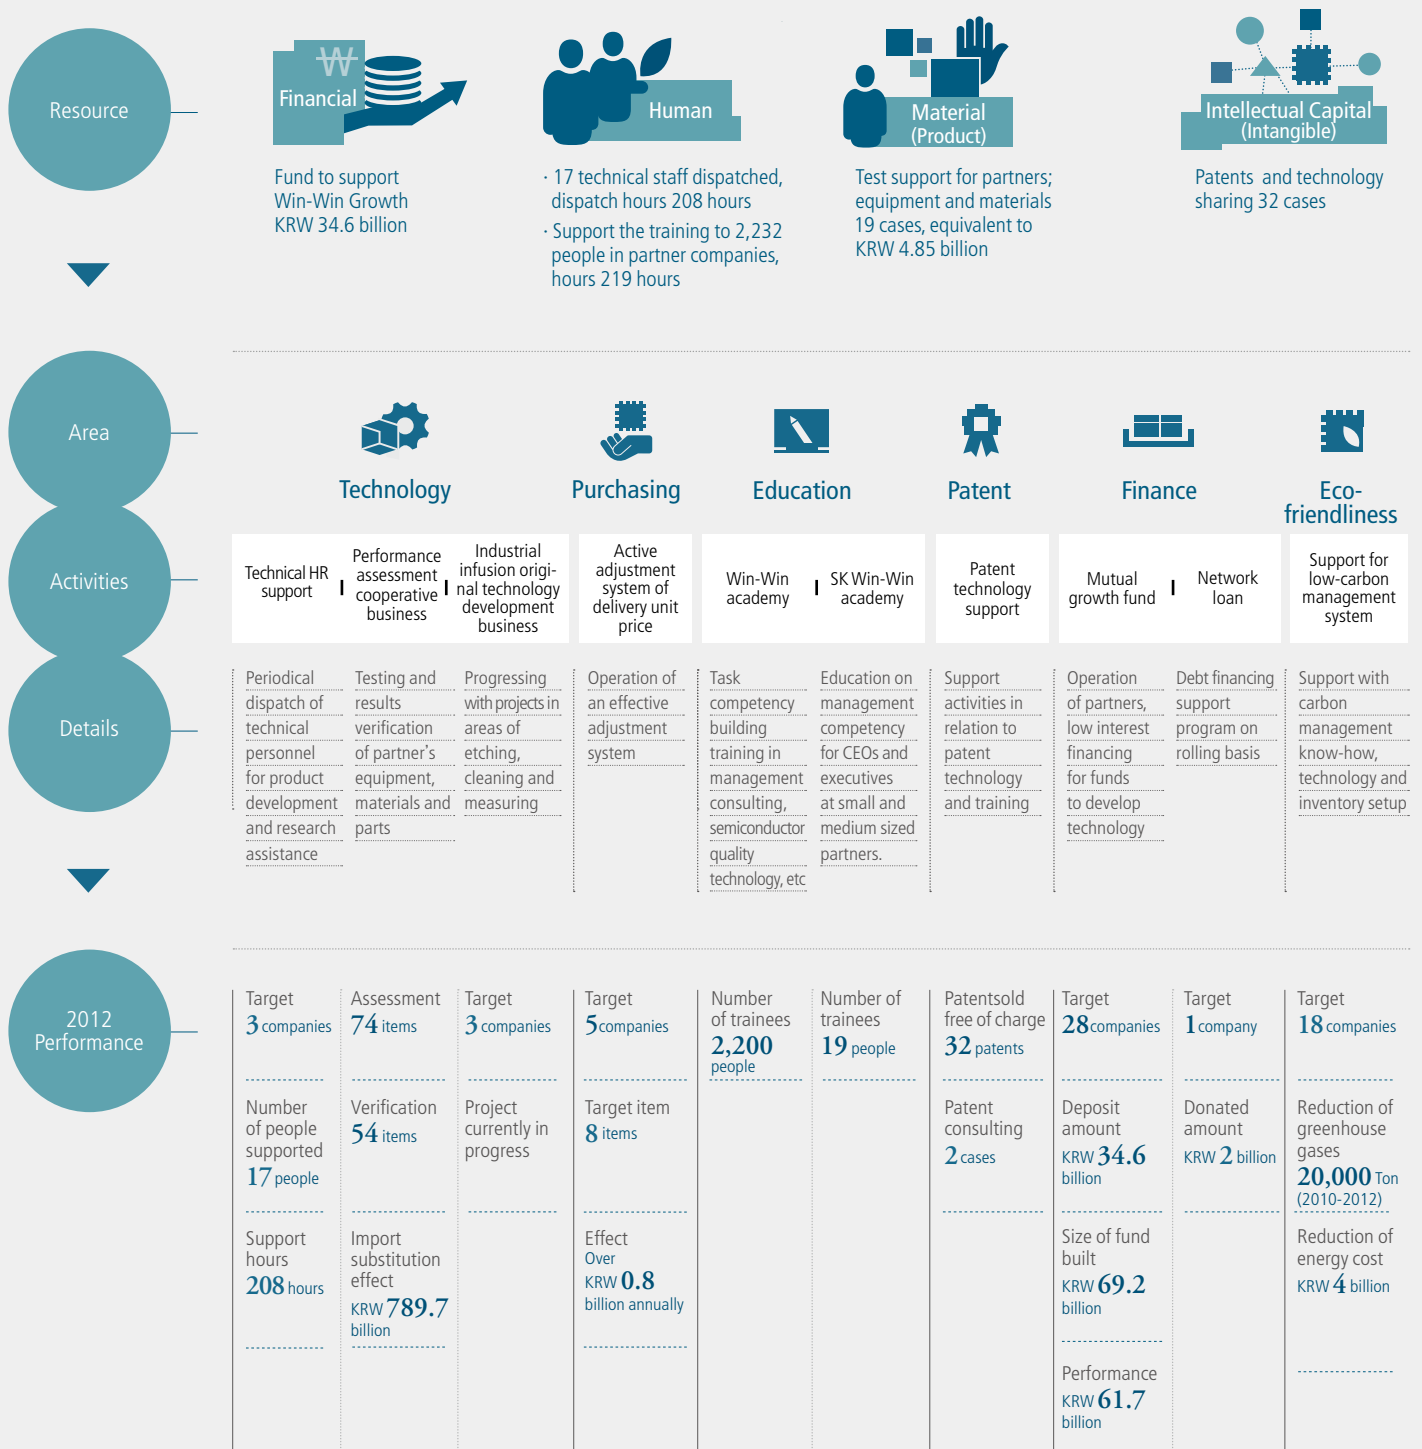 Resource
₩
Financial
Human
Material
(Product)
Intellectual Capital
(Intangible)
Fund to support
Win-Win Growth
KRW 34.6 billion
· 17 technical staff dispatched,
dispatch hours 208 hours
· Support the training to 2,232
people in partner companies,
hours 219 hours
Test support for partners;
equipment and materials
19 cases, equivalent to
KRW 4.85 billion
Patents and technology
sharing 32 cases
Area
Technology
Purchasing
Education
Patent
Finance
Eco-
friendliness
Activities
Technical HR
support
Performance
assessment
cooperative
business
Industrial
infusion origi-
nal technology
development
business
Active
adjustment
system of
delivery unit
price
Win-Win
academy
SK Win-Win
academy
Patent
technology
support
Mutual
growth fund
Network
loan
Support for
low-carbon
management
system
Details
Periodical
dispatch of
technical
personnel
for product
development
and research
assistance
Testing and
results
verification
of partner's
equipment,
materials and
parts
Progressing
with projects in
areas of
etching,
cleaning and
measuring
Operation of
an effective
adjustment
system
Task
competency
building
training in
management
consulting,
semiconductor
quality
technology, etc
Education on
management
competency
for CEOs and
executives
at small and
medium sized
partners.
Support
activities in
relation to
patent
technology
and training
Operation
of partners,
low interest
financing
for funds
to develop
technology
Debt financing
support
program on
rolling basis
Support with
carbon
management
know-how,
technology and
inventory setup
2012
Performance
Target
3 companies
Number
of people
supported
17 people
Support
hours
208 hours
Assessment
74 items
Verification
54 items
Import
substitution
effect
KRW 789.7
billion
Target
3 companies
Project
currently in
progress
Target
5companies
Target item
8 items
Effect
Over
KRW 0.8
billion annually
Number
of trainees
2,200
people
Number of
trainees
19 people
Patentsold
free of charge
32 patents
Patent
consulting
2 cases
Target
28companies
Deposit
amount
KRW 34.6
billion
Size of fund
built
KRW 69.2
billion
Performance
KRW 61.7
billion
Target
1company
Donated
amount
KRW 2 billion
Target
18 companies
Reduction of
greenhouse
gases
20,000 Ton
(2010-2012)
Reduction of
energy cost
KRW 4 billion